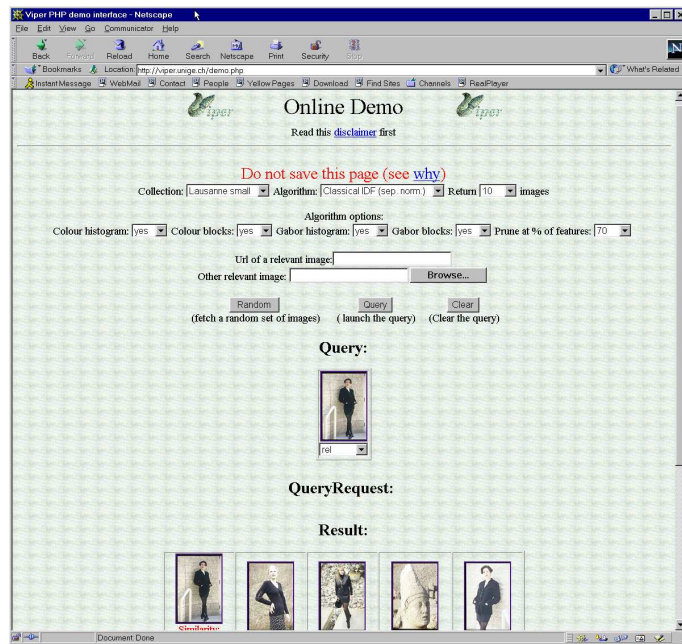 Viper PHP demo interface - Netscape
File Edit View Go Communicator Help
Back Forward Reload Home Search Netscape Print Security Stop
Bookmarks Location: http://viper.unige.ch/demo.php What's Related
Instant Message WebMail Contact People Yellow Pages Download Find Sites Channels RealPlayer
Viper Online Demo Viper
Read this disclaimer first
Do not save this page (see why)
Collection: Lausanne small Algorithm: Classical IDF (sep. norm.) Return 10 images
Algorithm options:
Colour histogram: yes Colour blocks: yes Gabor histogram: yes Gabor blocks: yes Prune at % of features: 70
Url of a relevant image:
Other relevant image: Browse...
Random Query Clear
(fetch a random set of images) ( launch the query) (Clear the query)
Query:
rel
QueryRequest:
Result:
Similarity:
Document Done